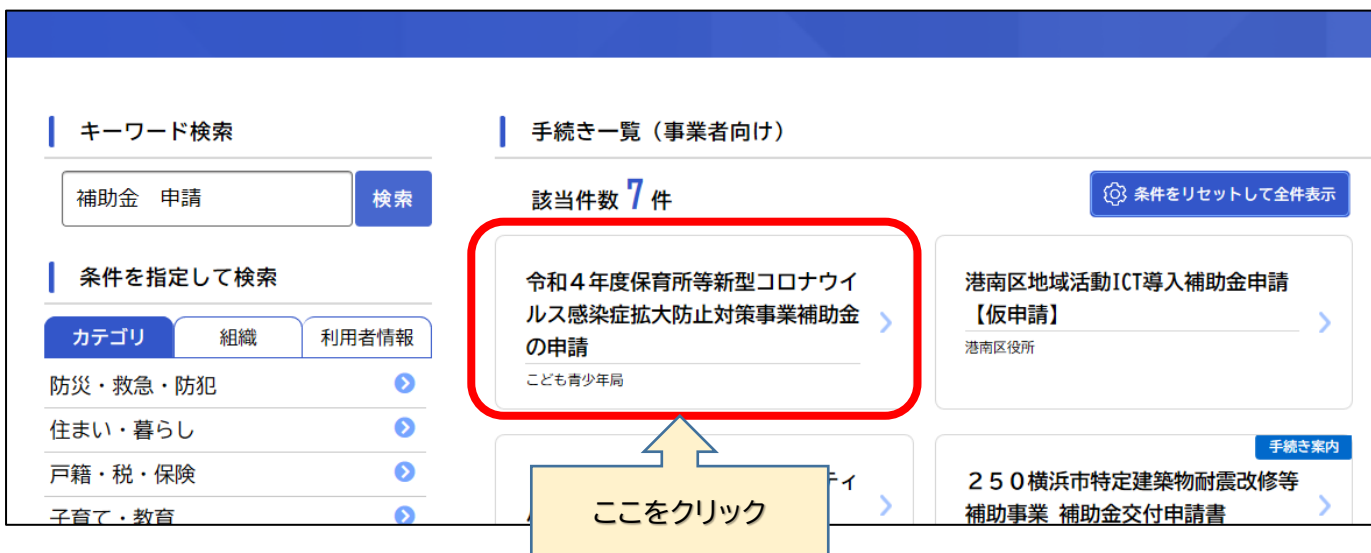 キーワード検索
補助金　申請
検索
条件を指定して検索
カテゴリ
組織
利用者情報
防災・救急・防犯
住まい・暮らし
戸籍・税・保険
子育て・教育
手続き一覧（事業者向け）
該当件数 7 件
条件をリセットして全件表示
令和４年度保育所等新型コロナウイ
ルス感染症拡大防止対策事業補助金
の申請
こども青少年局
港南区地域活動ICT導入補助金申請
【仮申請】
港南区役所
ティ
ここをクリック
手続き案内
２５０横浜市特定建築物耐震改修等
補助事業 補助金交付申請書